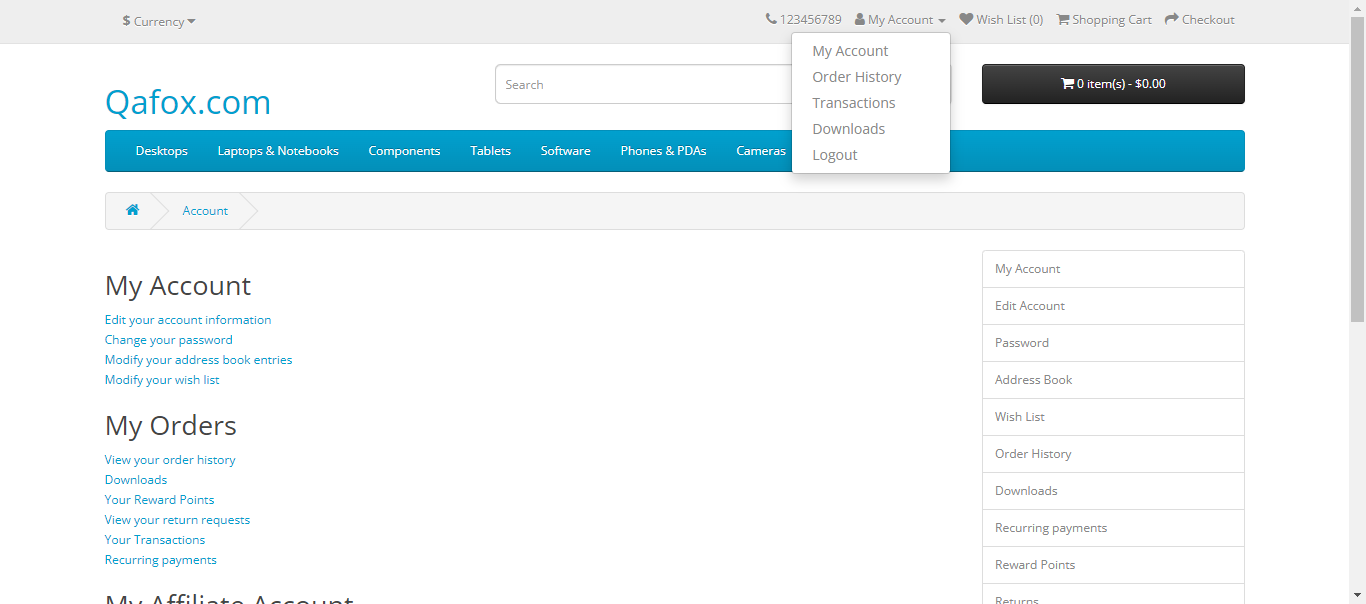 $ Currency
123456789 My Account Wish List (0) Shopping Cart Checkout
My Account
Order History
Transactions
Downloads
Logout
Qafox.com
Search
0 item(s) - $0.00
Desktops Laptops & Notebooks Components Tablets Software Phones & PDAs Cameras
Account
My Account
Edit your account information
Change your password
Modify your address book entries
Modify your wish list
My Orders
View your order history
Downloads
Your Reward Points
View your return requests
Your Transactions
Recurring payments
My Affiliate Account
My Account
Edit Account
Password
Address Book
Wish List
Order History
Downloads
Recurring payments
Reward Points
Returns